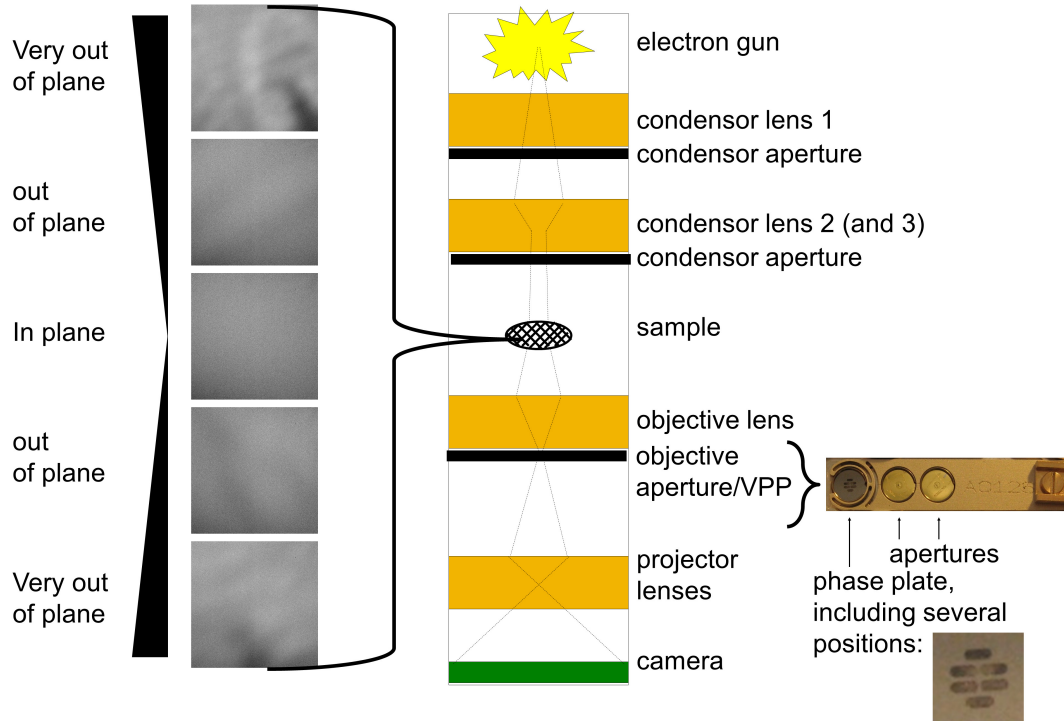 Very out
of plane
out
of plane
In plane
out
of plane
Very out
of plane
electron gun
condensor lens 1
condensor aperture
condensor lens 2 (and 3)
condensor aperture
sample
objective lens
objective
aperture/VPP
projector
lenses
camera
apertures
phase plate,
including several
positions: